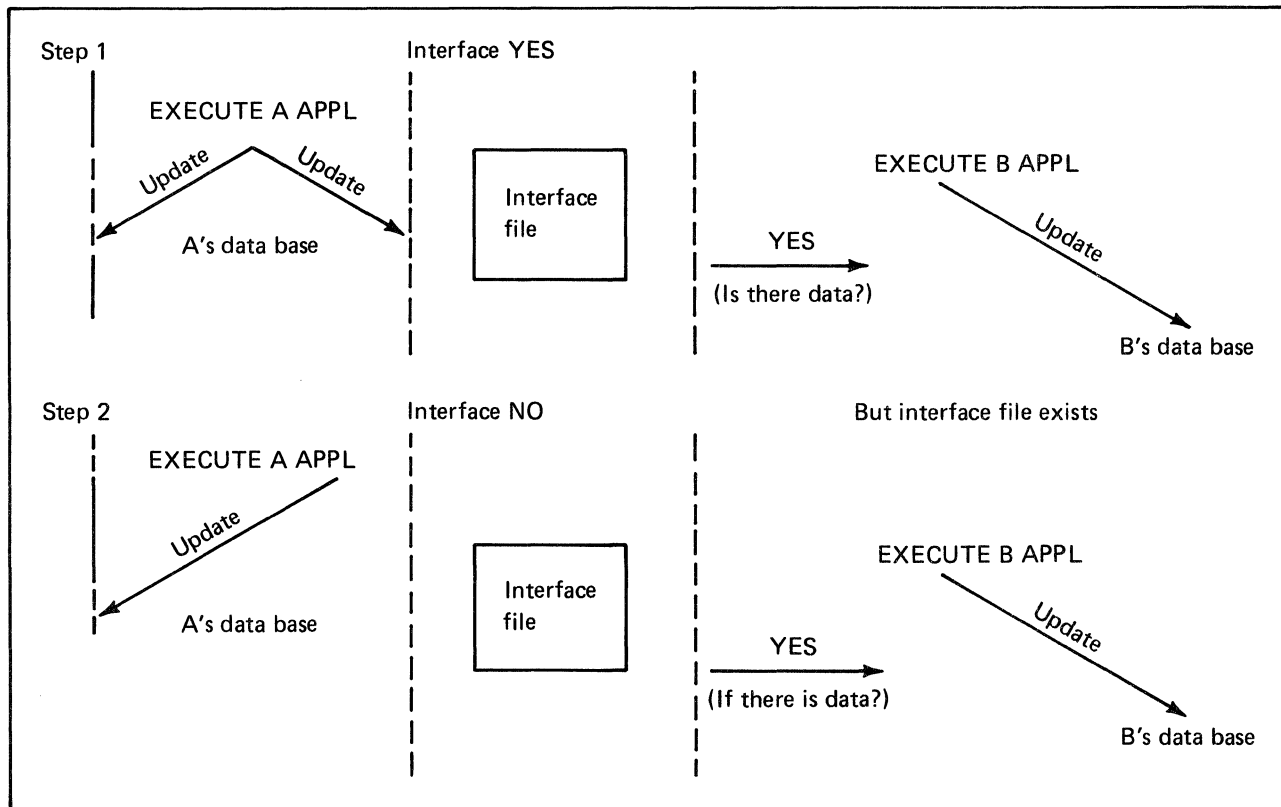 Step 1
Interface YES
EXECUTE A APPL
Update
Update
A's data base
Interface
file
YES
(Is there data?)
EXECUTE B APPL
Update
B's data base
Step 2
Interface NO
But interface file exists
EXECUTE A APPL
Update
A's data base
Interface
file
YES
(If there is data?)
EXECUTE B APPL
Update
B's data base